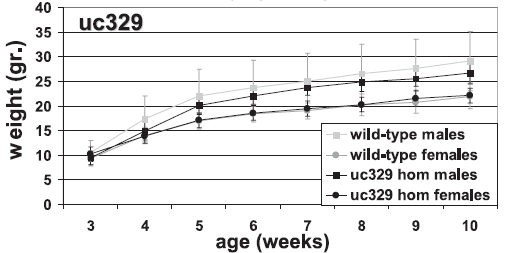 uc329
40
35
30
25
20
15
10
5
0
weight (gr.)
wild-type males
wild-type females
uc329 hom males
uc329 hom females
3 4 5 6 7 8 9 10
age (weeks)